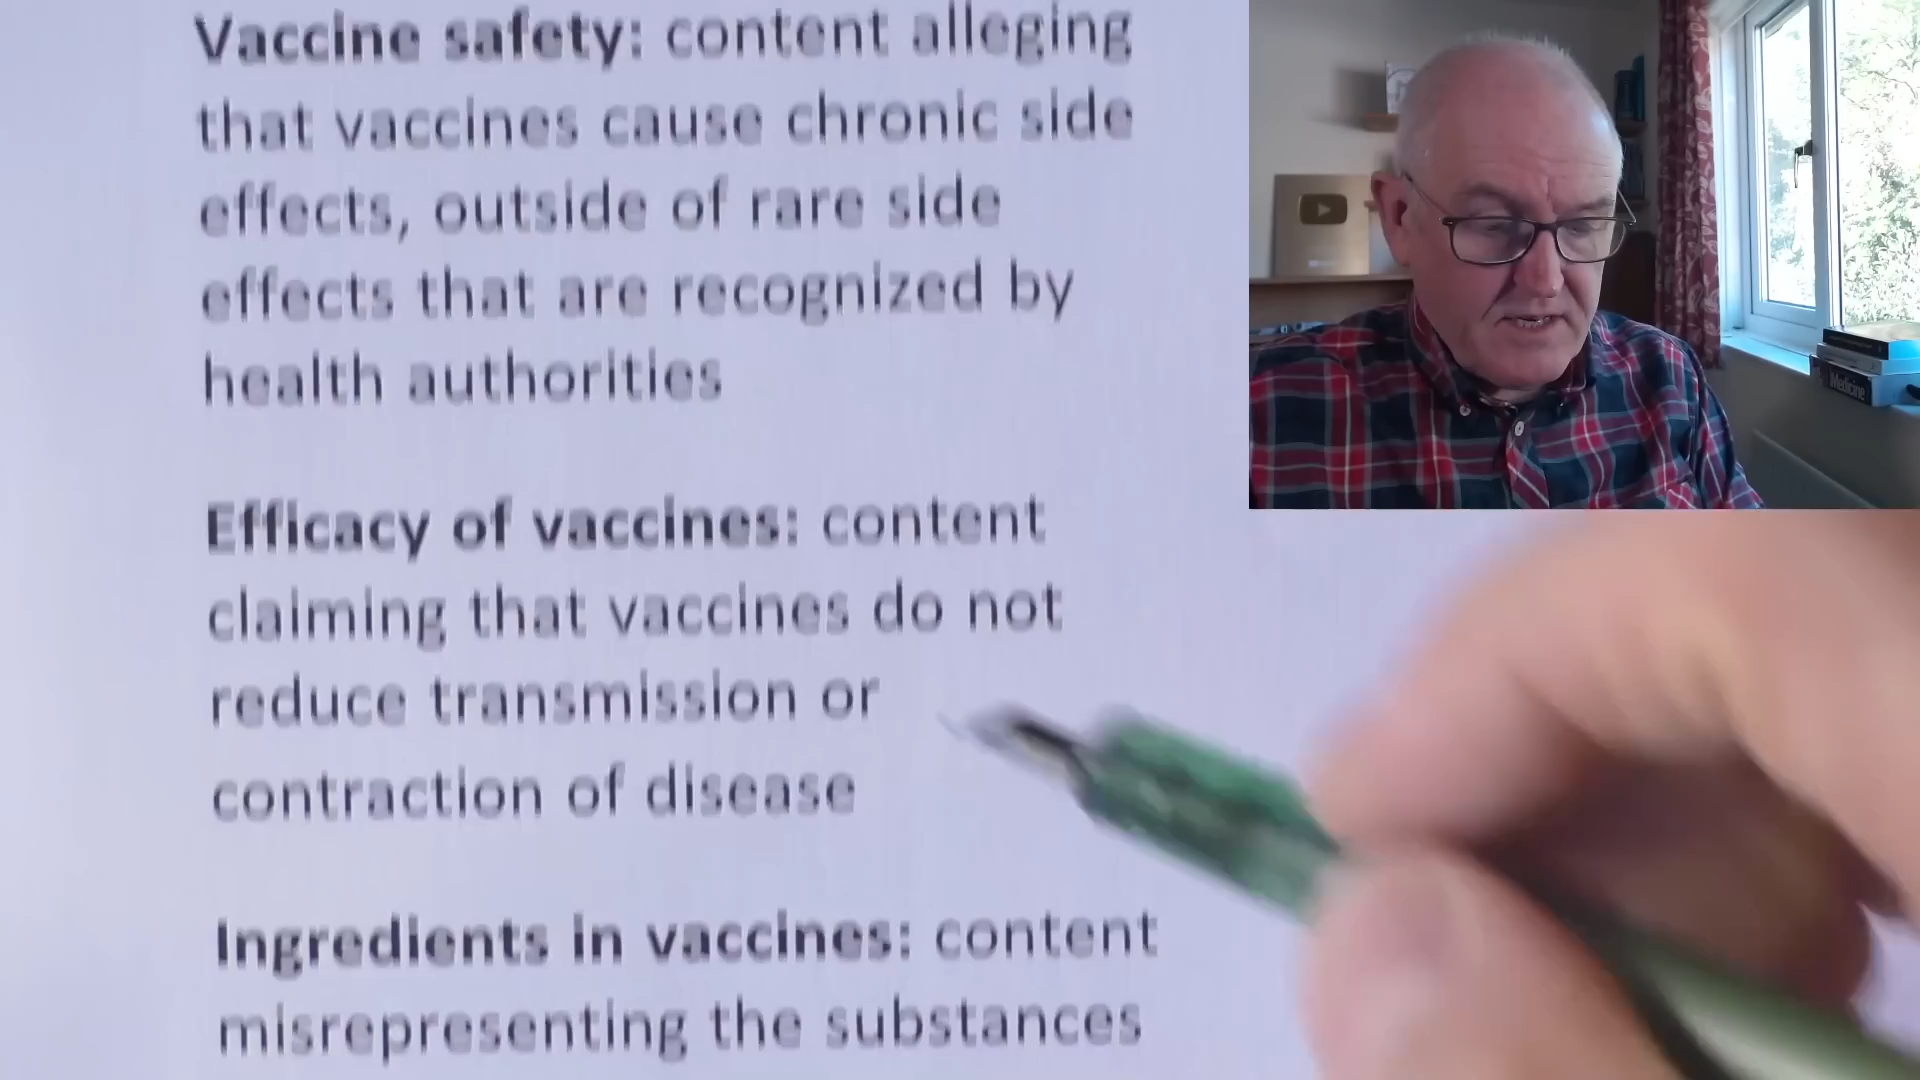 Vaccine safety: content alleging
that vaccines cause chronic side
effects, outside of rare side
effects that are recognized by
health authorities
Efficacy of vaccines: content
claiming that vaccines do not
reduce transmission or
contraction of disease
Ingredients in vaccines: content
misrepresenting the substances
Medicine